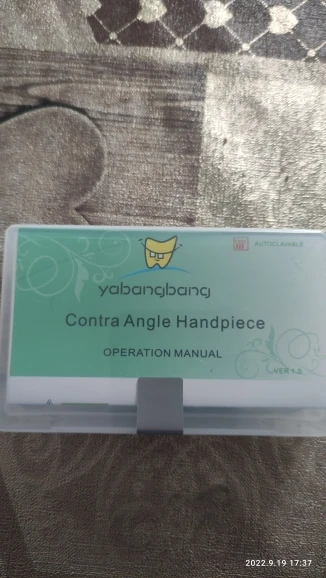 AUTOCLAVABLE
yabangbang
Contra Angle Handpiece
OPERATION MANUAL
VER 1.0
2022.9.19 17:37